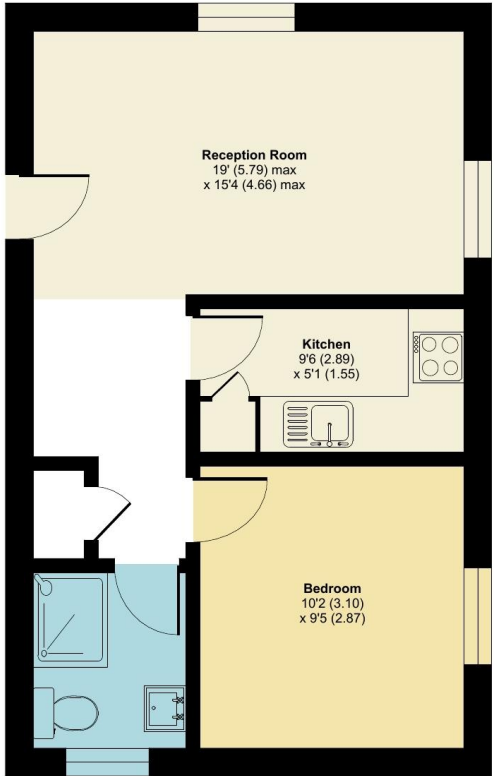 Reception Room
19' (5.79) max
x 15'4 (4.66) max
Kitchen
9'6 (2.89)
x 5'1 (1.55)
Bedroom
10'2 (3.10)
x 9'5 (2.87)